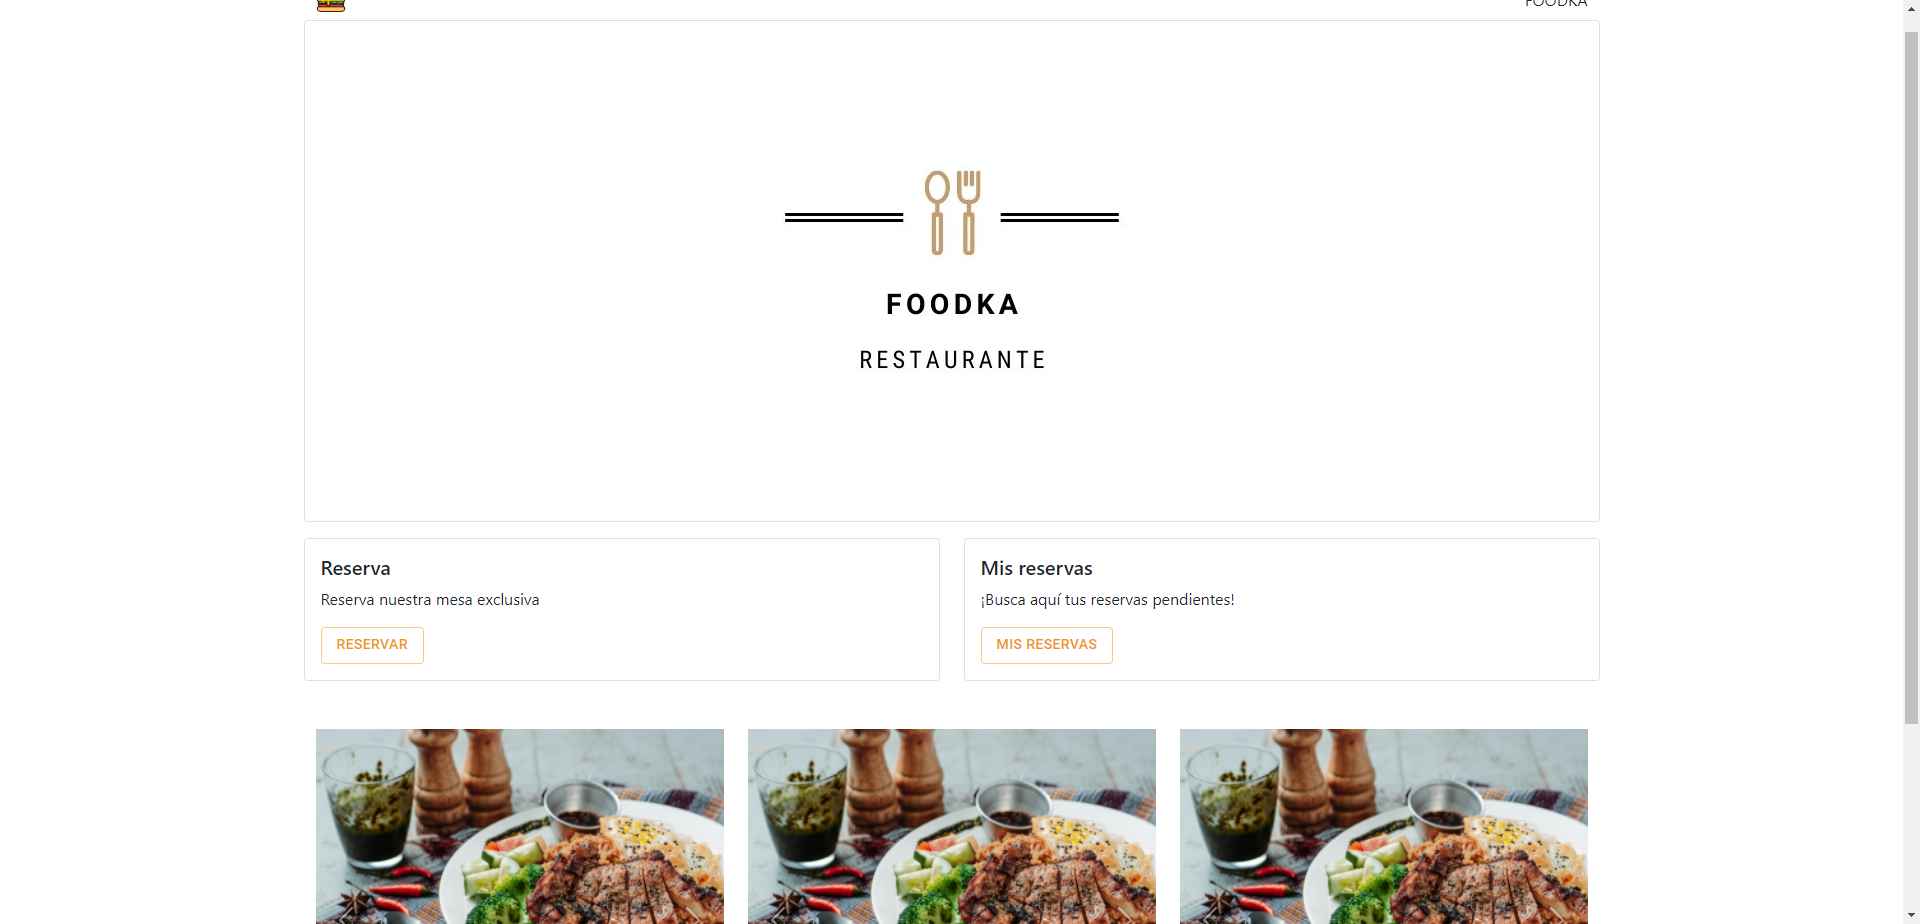 FOODKA
FOODKA
RESTAURANTE
Reserva
Reserva nuestra mesa exclusiva
RESERVAR
Mis reservas
¡Busca aquí tus reservas pendientes!
MIS RESERVAS